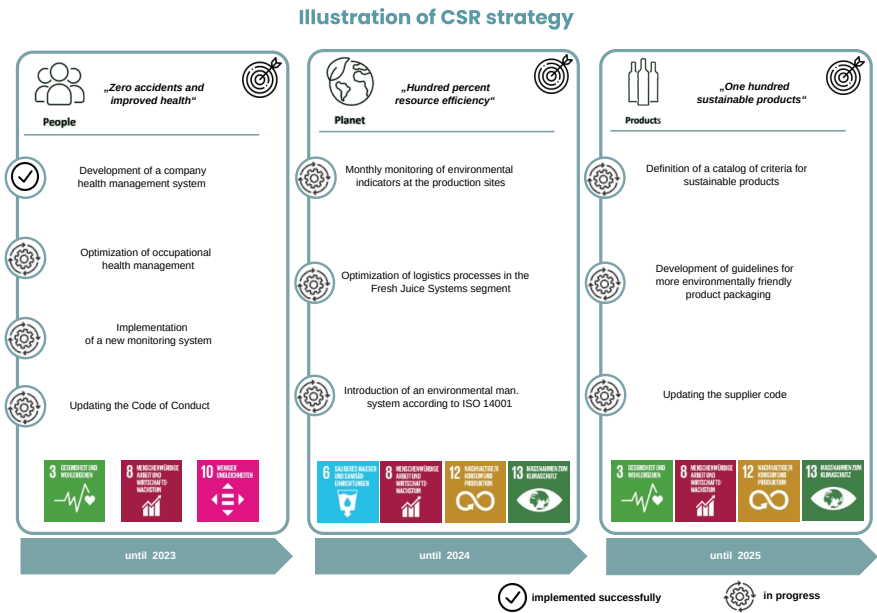 Illustration of CSR strategy
„Zero accidents and
improved health“
People
Development of a company
health management system
Optimization of occupational
health management
Implementation
of a new monitoring system
Updating the Code of Conduct
3 GESUNDHEIT UND
WOHLERGEHEN
8 MENSCHENWÜRDIGE
ARBEIT UND
WIRTSCHAFTS-
WACHSTUM
10 WENIGER
UNGLEICHHEITEN
until 2023
„Hundred percent
resource efficiency“
Planet
Monthly monitoring of environmental
indicators at the production sites
Optimization of logistics processes in the
Fresh Juice Systems segment
Introduction of an environmental man.
system according to ISO 14001
6 SAUBERES WASSER
UND SANITÄR-
EINRICHTUNGEN
8 MENSCHENWÜRDIGE
ARBEIT UND
WIRTSCHAFTS-
WACHSTUM
12 NACHHALTIGE/R
KONSUM UND
PRODUKTION
13 MASSNAHMEN ZUM
KLIMASCHUTZ
until 2024
„One hundred
sustainable products“
Products
Definition of a catalog of criteria for
sustainable products
Development of guidelines for
more environmentally friendly
product packaging
Updating the supplier code
3 GESUNDHEIT UND
WOHLERGEHEN
8 MENSCHENWÜRDIGE
ARBEIT UND
WIRTSCHAFTS-
WACHSTUM
12 NACHHALTIGE/R
KONSUM UND
PRODUKTION
13 MASSNAHMEN ZUM
KLIMASCHUTZ
until 2025
implemented successfully
in progress